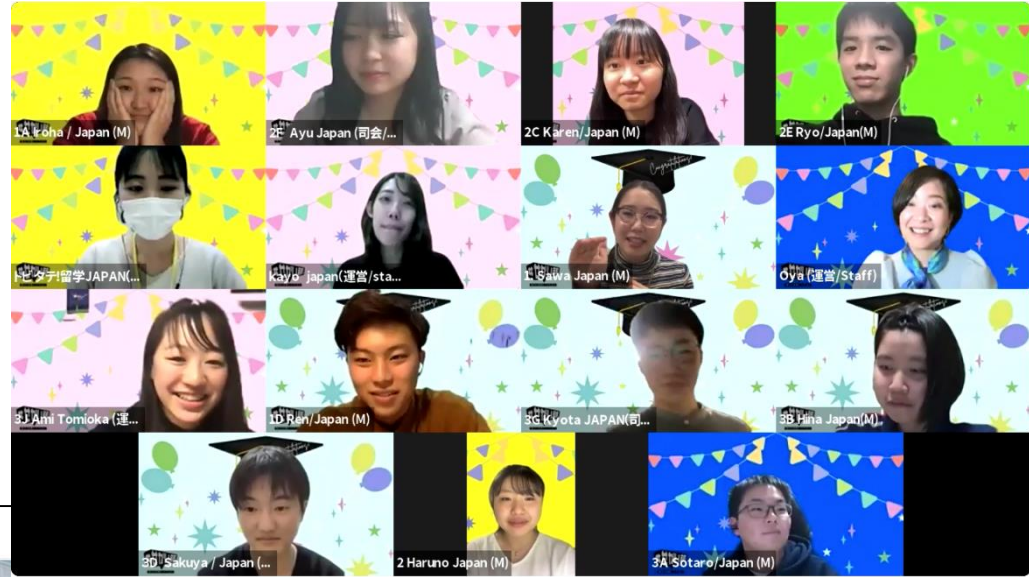 1A Iroha / Japan (M)
2F Ayu Japan (司会/...
2C Karen/Japan (M)
2E Ryo/Japan(M)
トビタテ!留学JAPAN(...
kayo japan(運営/sta...
1. Sawa Japan (M)
Congratulations
Oya (運営/Staff)
3J Ami Tomioka (運...
1D Ren/Japan (M)
3G Kyota JAPAN(司...
3B Hina Japan(M)
3D Sakuya / Japan (...
2 Haruno Japan (M)
3A Sotaro/Japan (M)